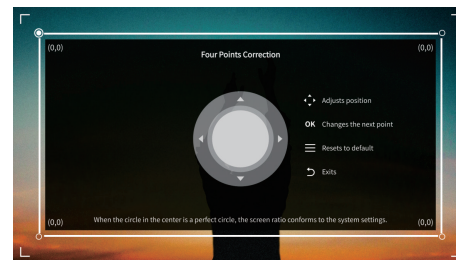 (0,0)
(0,0)
Four Points Correction
Adjusts position
OK Changes the next point
Resets to default
Exits
(0,0)
When the circle in the center is a perfect circle, the screen ratio conforms to the system settings.
(0,0)